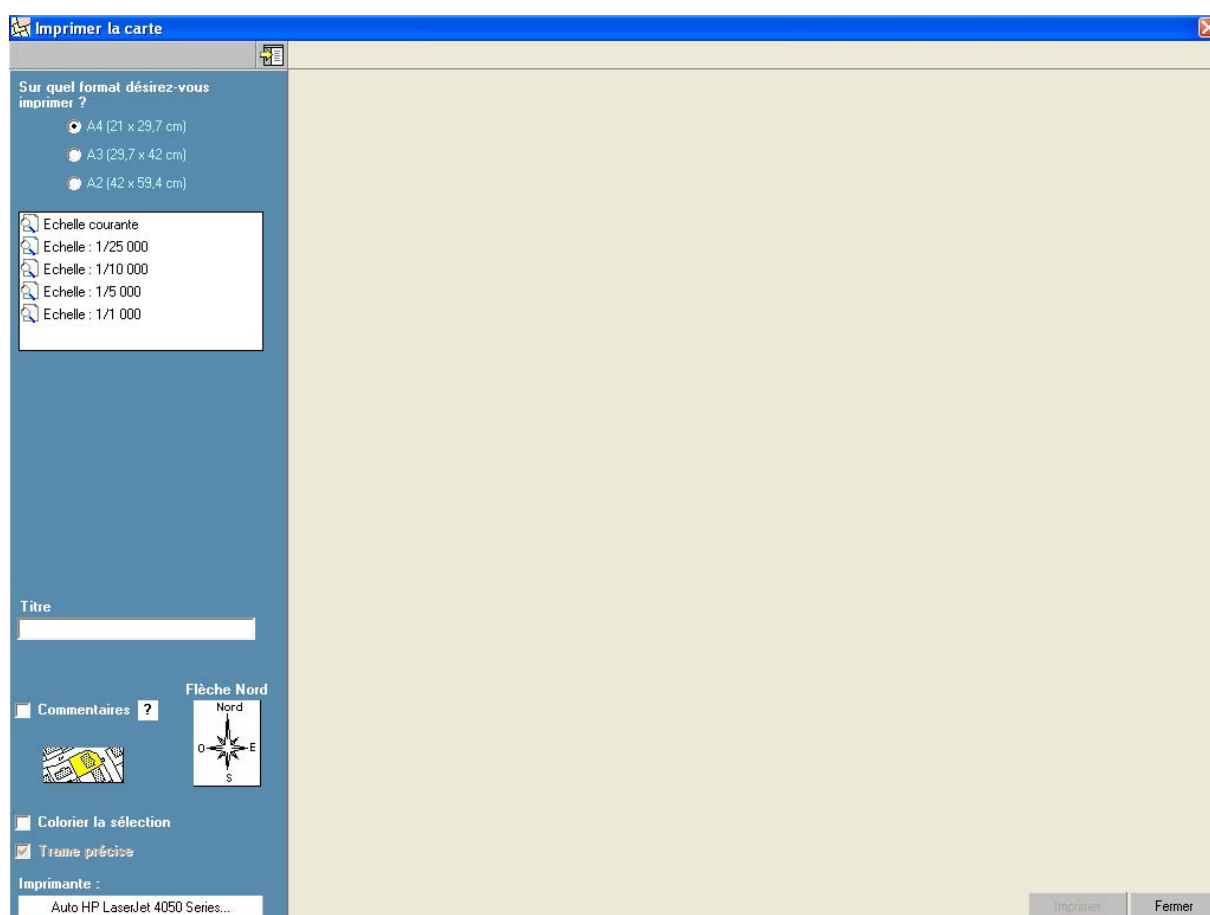 Imprimer la carte
Sur quel format désirez-vous
imprimer ?
A4 (21 x 29,7 cm)
A3 (29,7 x 42 cm)
A2 (42 x 59,4 cm)
Echelle courante
Echelle : 1/25 000
Echelle : 1/10 000
Echelle : 1/5 000
Echelle : 1/1 000
Titre
Flèche Nord
Commentaires ?
Nord
O E
S
Colorier la sélection
Trame précise
Imprimante :
Auto HP LaserJet 4050 Series...
Imprimer
Fermer